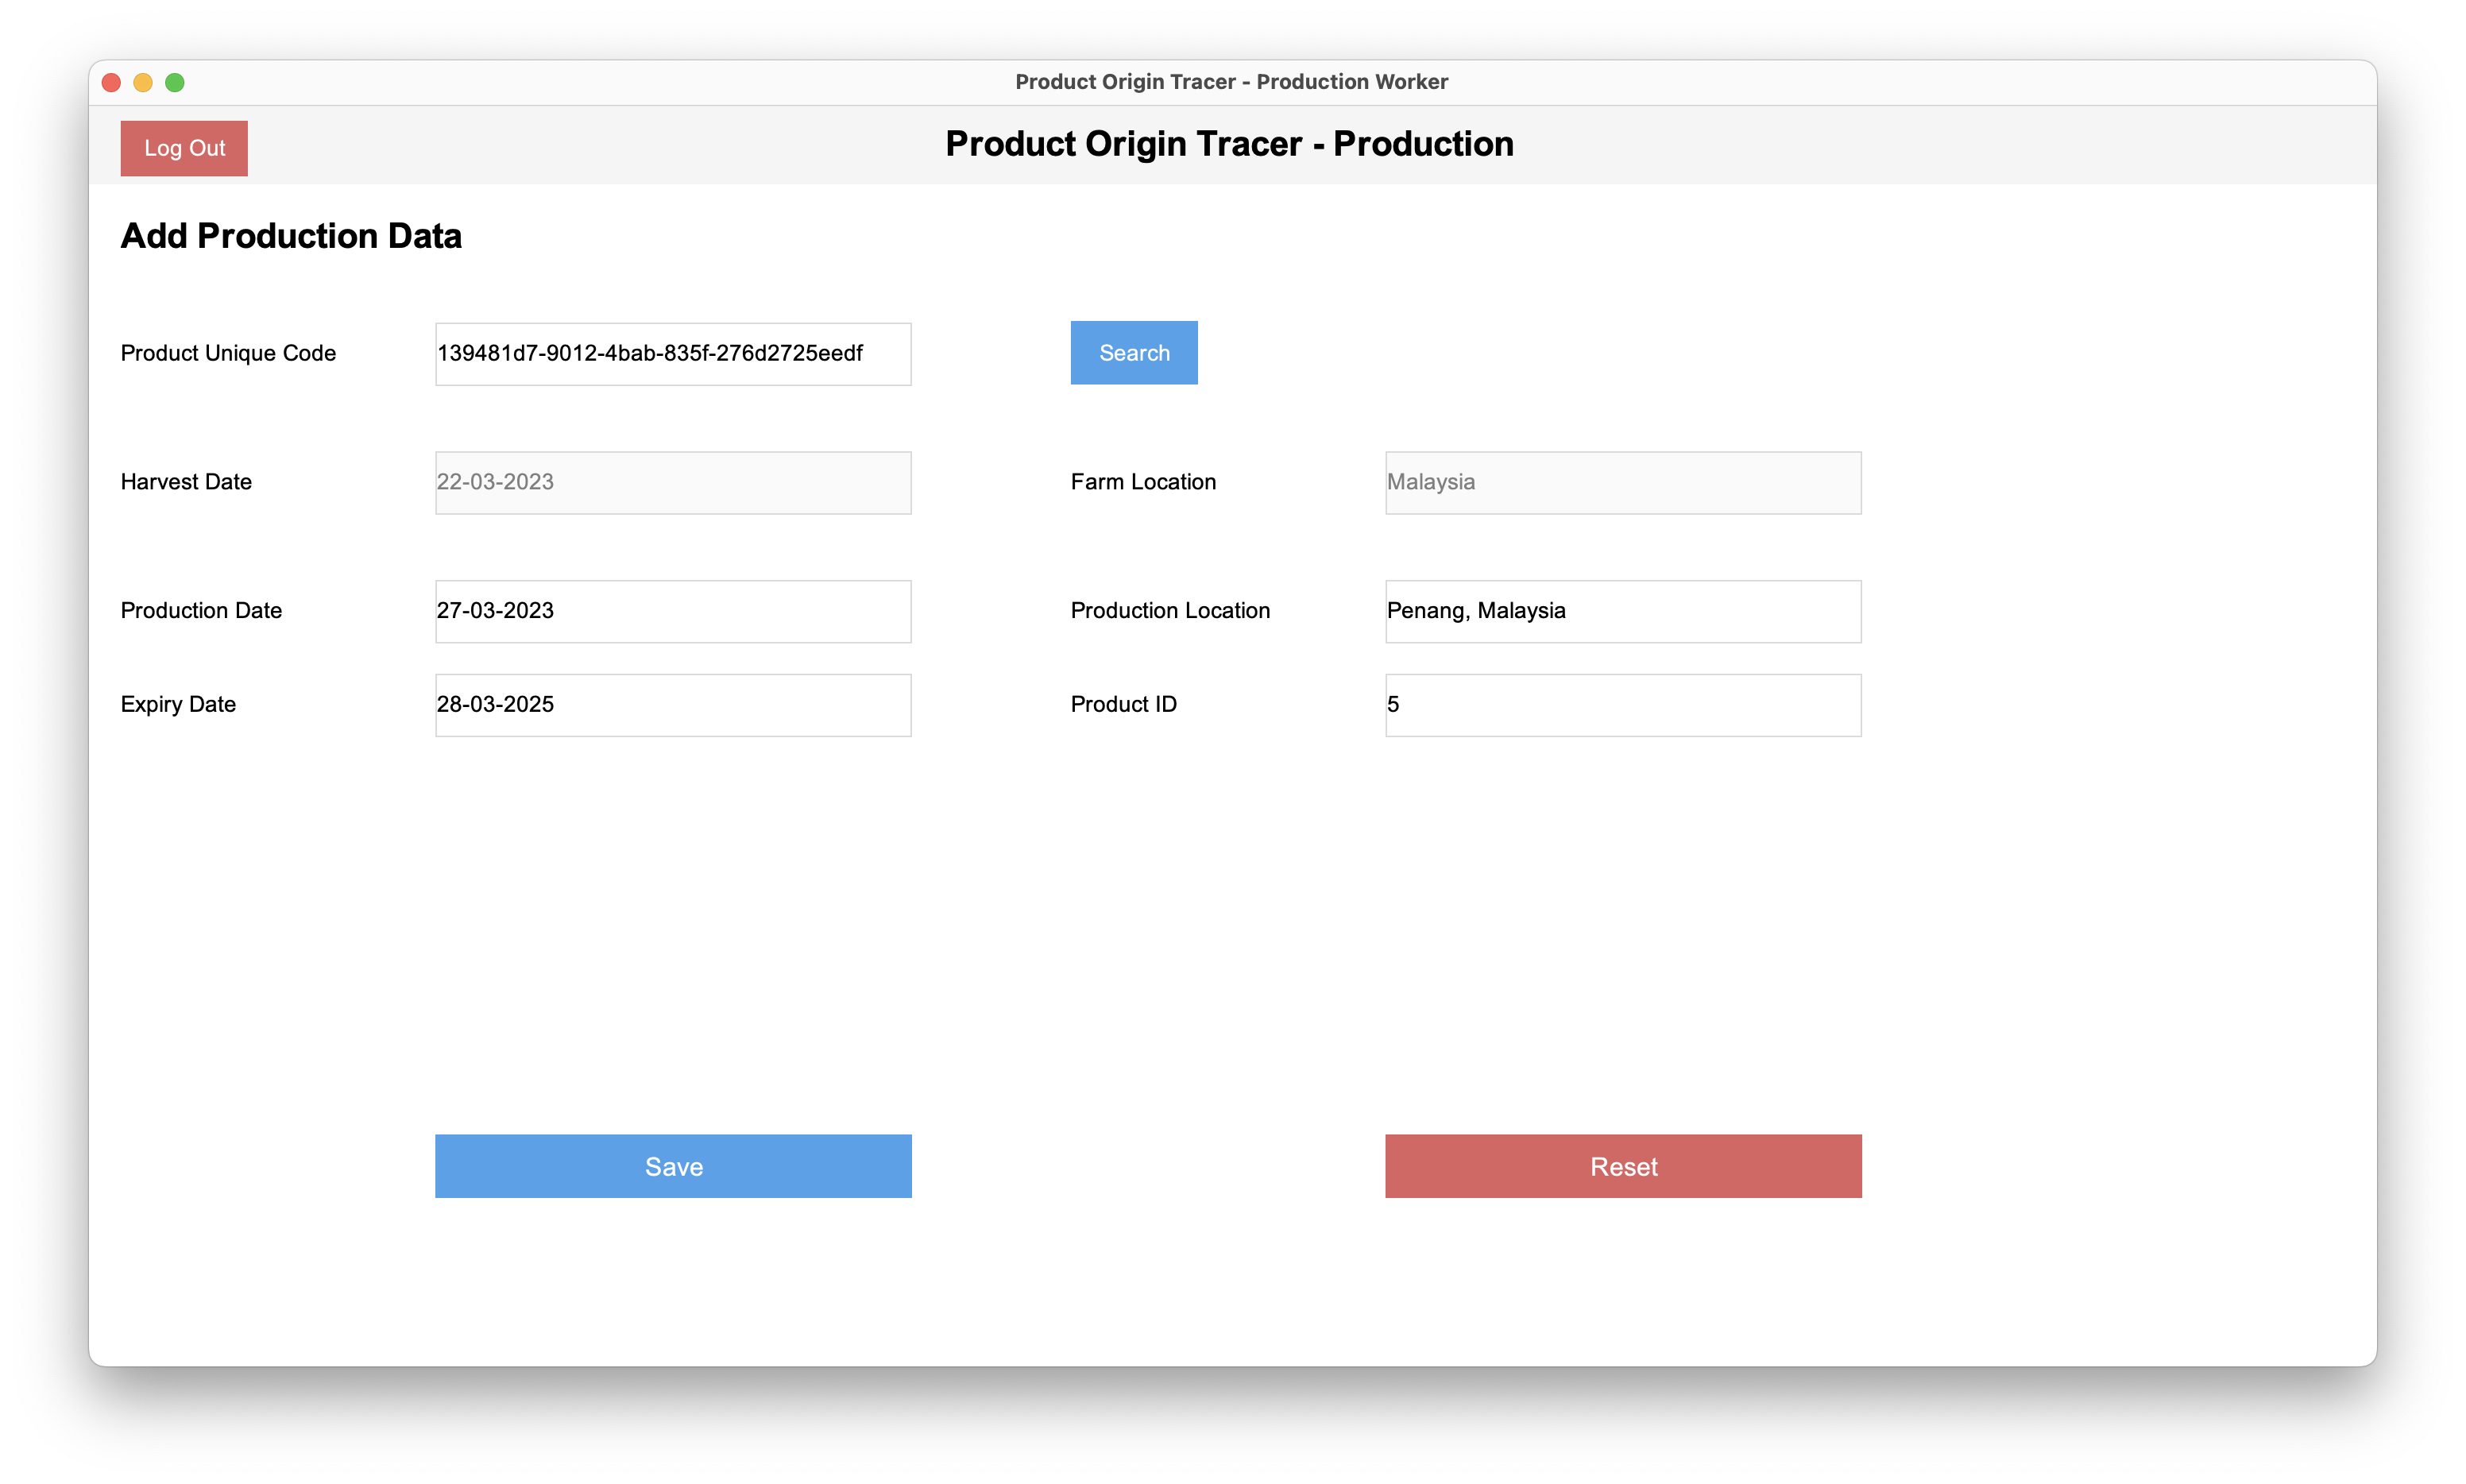 Product Origin Tracer - Production Worker
Log Out
Product Origin Tracer - Production
Add Production Data
Product Unique Code 139481d7-9012-4bab-835f-276d2725eedf Search
Harvest Date 22-03-2023 Farm Location Malaysia
Production Date 27-03-2023 Production Location Penang, Malaysia
Expiry Date 28-03-2025 Product ID 5
Save Reset